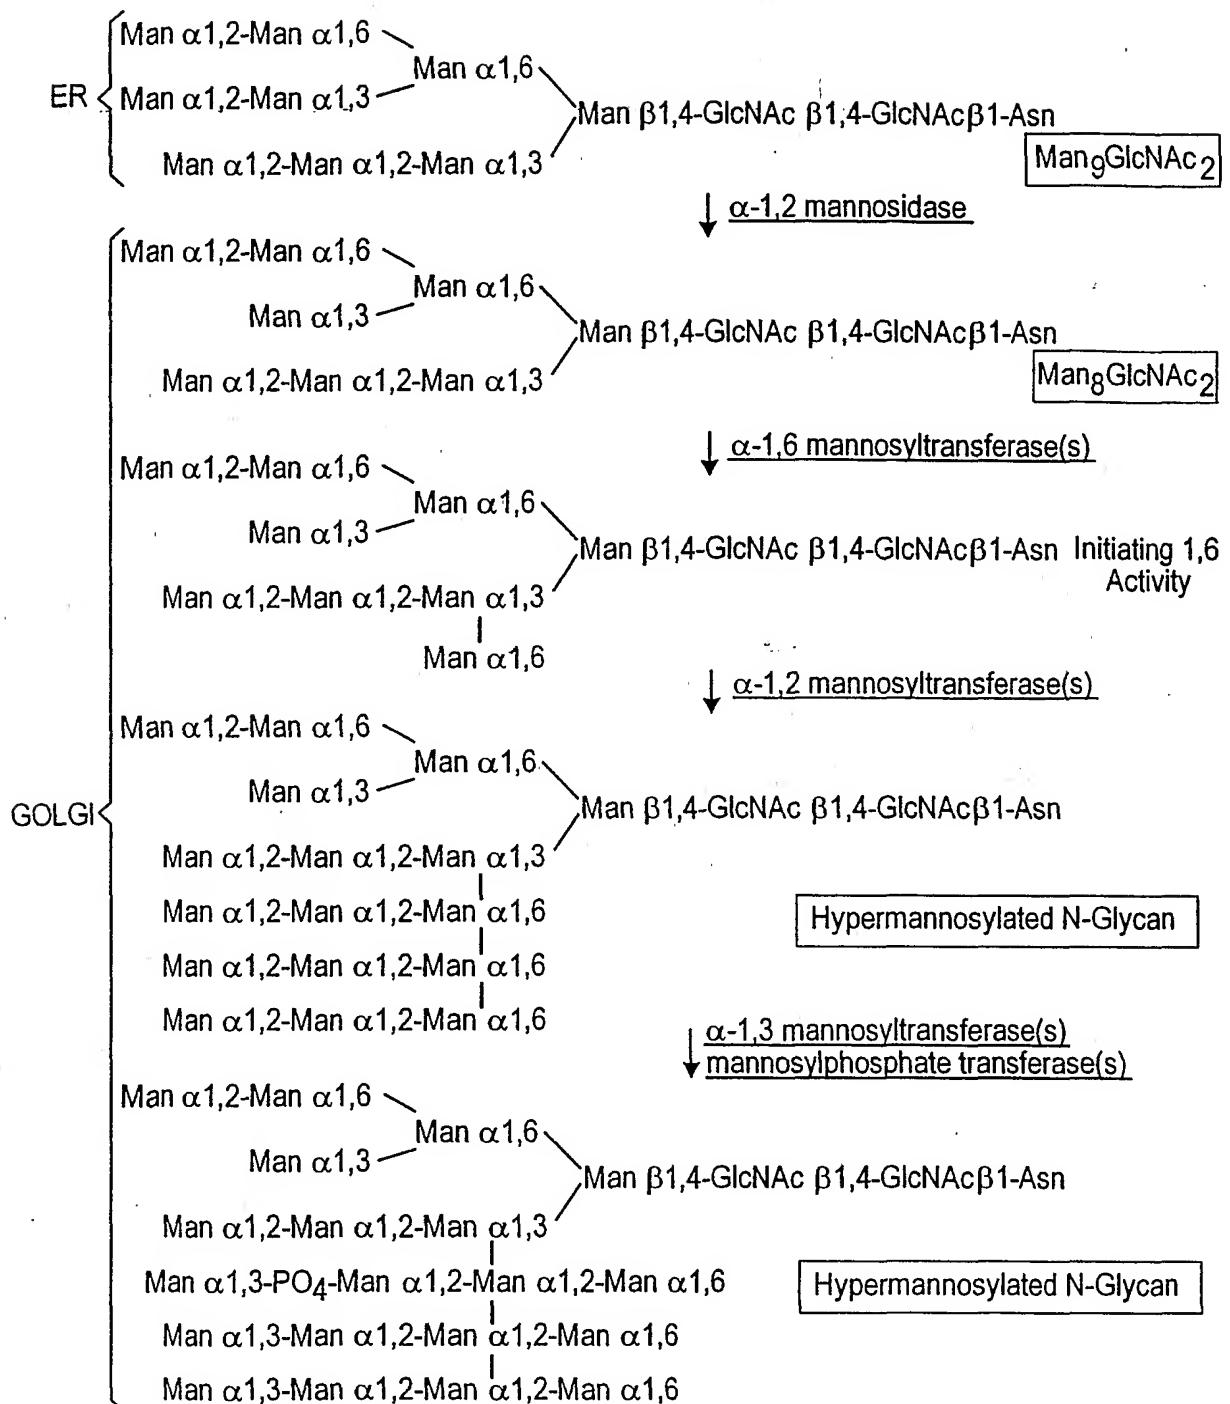 Man α1,2-Man α1,6
Man α1,6
ER
Man α1,2-Man α1,3
Man β1,4-GlcNAc β1,4-GlcNAcβ1-Asn
Man α1,2-Man α1,2-Man α1,3
Man9GlcNAc2
α-1,2 mannosidase
Man α1,2-Man α1,6
Man α1,6
Man α1,3
Man β1,4-GlcNAc β1,4-GlcNAcβ1-Asn
Man α1,2-Man α1,2-Man α1,3
Man8GlcNAc2
α-1,6 mannosyltransferase(s)
Man α1,2-Man α1,6
Man α1,6
Man α1,3
Man β1,4-GlcNAc β1,4-GlcNAcβ1-Asn
Initiating 1,6
Activity
Man α1,2-Man α1,2-Man α1,3
Man α1,6
α-1,2 mannosyltransferase(s)
Man α1,2-Man α1,6
Man α1,6
Man α1,3
GOLGI
Man β1,4-GlcNAc β1,4-GlcNAcβ1-Asn
Man α1,2-Man α1,2-Man α1,3
Man α1,2-Man α1,2-Man α1,6
Hypermannosylated N-Glycan
Man α1,2-Man α1,2-Man α1,6
Man α1,2-Man α1,2-Man α1,6
α-1,3 mannosyltransferase(s)
mannosylphosphate transferase(s)
Man α1,2-Man α1,6
Man α1,6
Man α1,3
Man β1,4-GlcNAc β1,4-GlcNAcβ1-Asn
Man α1,2-Man α1,2-Man α1,3
Man α1,3-PO4-Man α1,2-Man α1,2-Man α1,6
Hypermannosylated N-Glycan
Man α1,3-Man α1,2-Man α1,2-Man α1,6
Man α1,3-Man α1,2-Man α1,2-Man α1,6